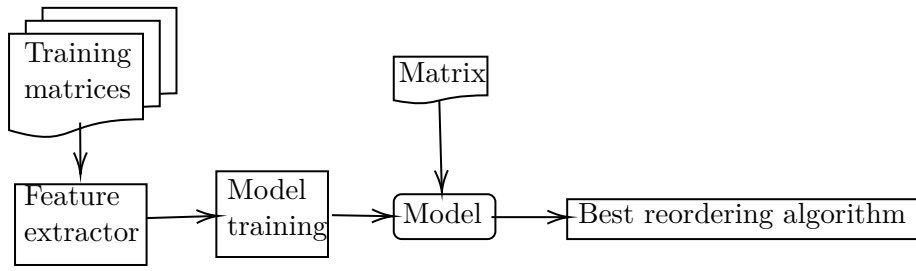 Training
matrices
Matrix
Feature
extractor
Model
training
Model
Best reordering algorithm